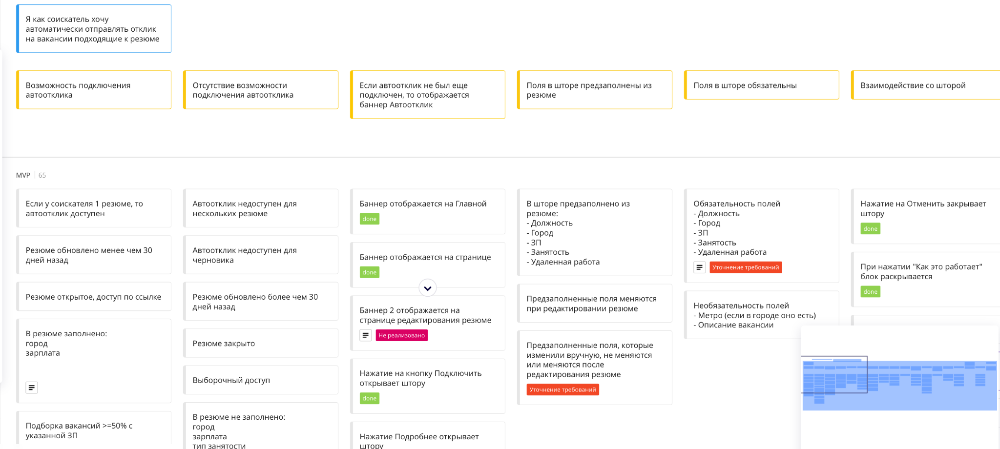 Я как соискатель хочу
автоматически отправлять отклик
на вакансии подходящие к резюме
Возможность подключения
автоотклика
Отсутствие возможности
подключения автоотклика
Если автоотклик не был еще
подключен, то отображается
баннер Автоотклик
Поля в шторе предзаполнены из
резюме
Поля в шторе обязательны
Взаимодействие со шторой
MVP | 65
Если у соискателя 1 резюме, то
автоотклик доступен
Резюме обновлено менее чем 30
дней назад
Резюме открытое, доступ по ссылке
В резюме заполнено:
город
зарплата
Подборка вакансий >=50% с
указанной ЗП
Автоотклик недоступен для
нескольких резюме
Автоотклик недоступен для
черновика
Резюме обновлено более чем 30
дней назад
Резюме закрыто
Выборочный доступ
В резюме не заполнено:
город
зарплата
тип занятости
Баннер отображается на Главной
done
Баннер отображается на странице
done
Баннер 2 отображается на
странице редактирования резюме
Не реализовано
Нажатие на кнопку Подключить
открывает штору
done
Нажатие Подробнее открывает
штору
В шторе предзаполнено из
резюме:
- Должность
- Город
- ЗП
- Занятость
- Удаленная работа
Предзаполненные поля меняются
при редактировании резюме
Предзаполненные поля, которые
изменили вручную, не меняются
или меняются после
редактирования резюме
Уточнение требований
Обязательность полей
- Должность
- Город
- ЗП
- Занятость
- Удаленная работа
Уточнение требований
Необязательность полей
- Метро (если в городе оно есть)
- Описание вакансии
Нажатие на Отменить закрывает
штору
done
При нажатии "Как это работает"
блок раскрывается
done